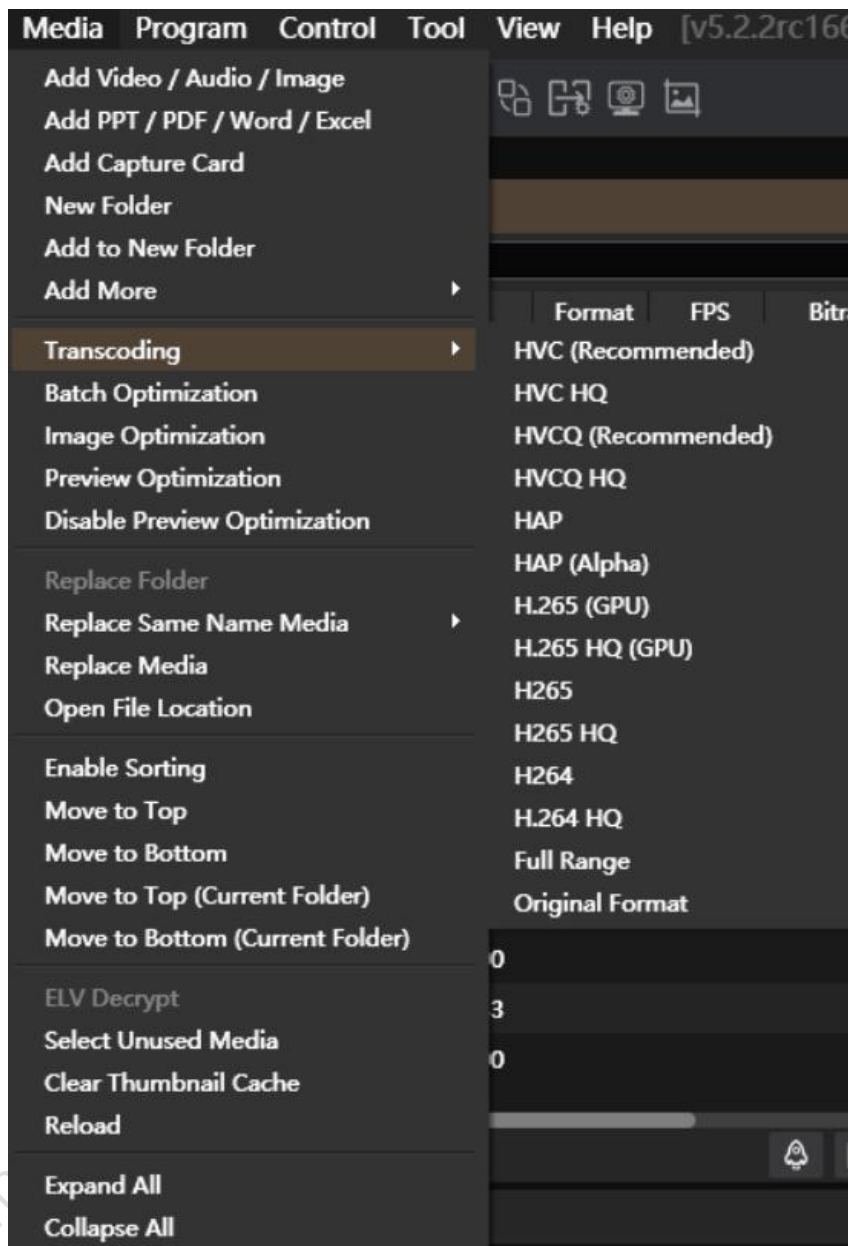 Media Program Control Tool View Help [v5.2.2rc166
Add Video / Audio / Image
Add PPT / PDF / Word / Excel
Add Capture Card
New Folder
Add to New Folder
Add More
Format FPS Bitr
Transcoding
Batch Optimization
Image Optimization
Preview Optimization
Disable Preview Optimization
Replace Folder
Replace Same Name Media
Replace Media
Open File Location
Enable Sorting
Move to Top
Move to Bottom
Move to Top (Current Folder)
Move to Bottom (Current Folder)
ELV Decrypt
Select Unused Media
Clear Thumbnail Cache
Reload
Expand All
Collapse All
HVC (Recommended)
HVC HQ
HVCQ (Recommended)
HVCQ HQ
HAP
HAP (Alpha)
H.265 (GPU)
H.265 HQ (GPU)
H265
H265 HQ
H264
H.264 HQ
Full Range
Original Format
0
3
0